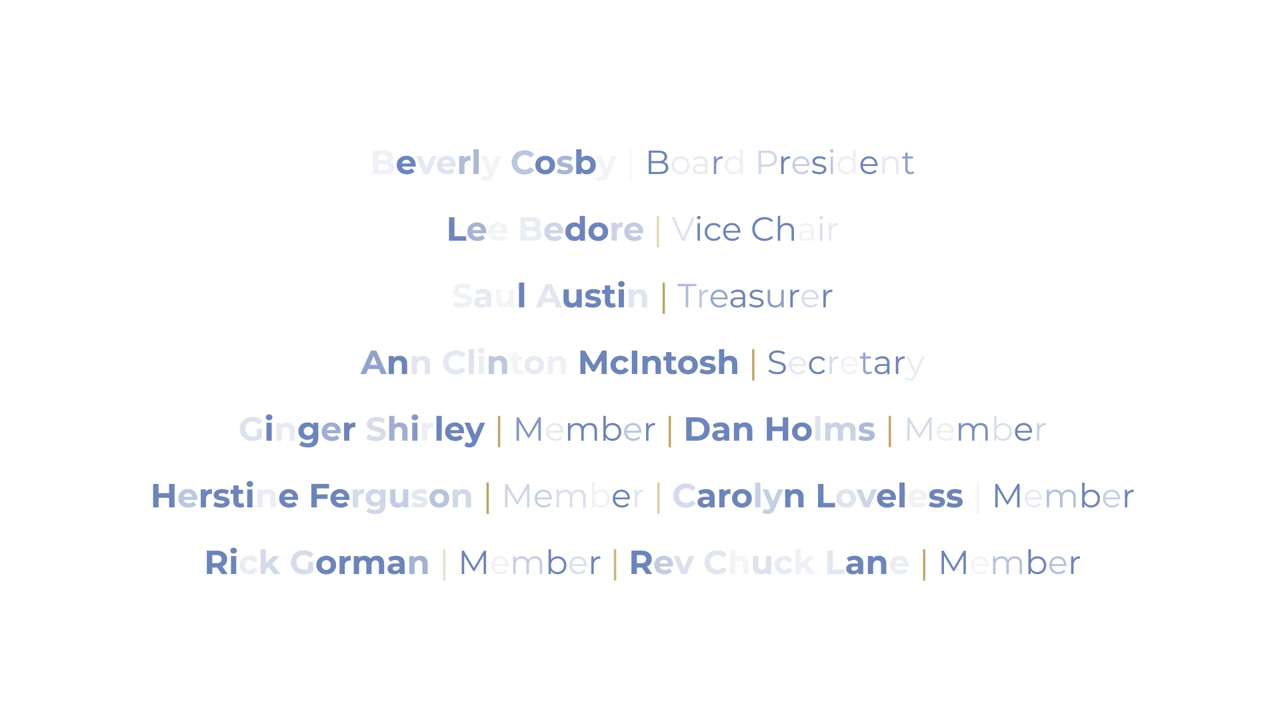 Beverly Cosby | Board President
Lee Bedore | Vice Chair
Saul Austin | Treasurer
Ann Clinton McIntosh | Secretary
Ginger Shirley | Member | Dan Holms | Member
Herstine Ferguson | Member | Carolyn Loveless | Member
Rick Gorman | Member | Rev Chuck Lane | Member